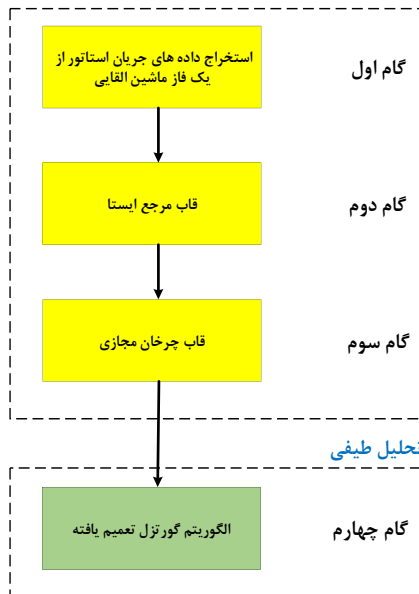 گام اول
استخراج داده های جریان استاتور از
یک فاز ماشین القایی
گام دوم
قاب مرجع ایستا
گام سوم
قاب چرخان مجازی
تحلیل طیفی
گام چهارم
الگوریتم گورتزل تعمیم یافته